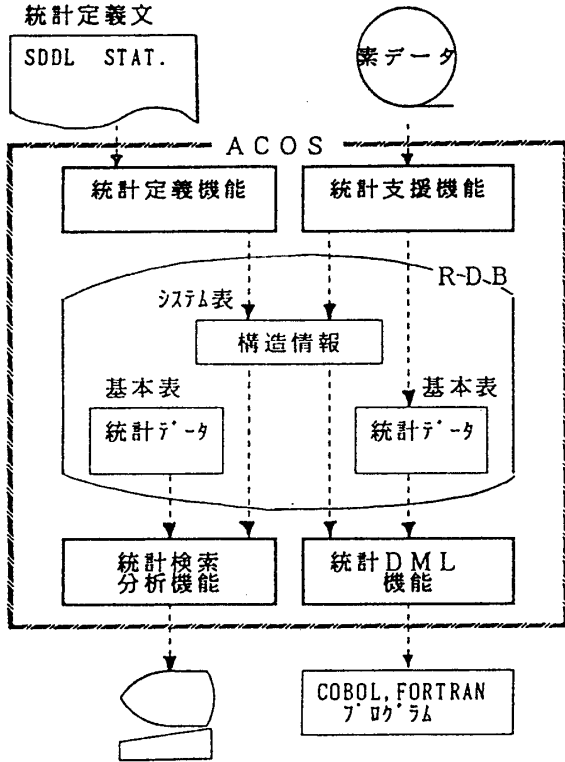 統計定義文
SDDL STAT.
素データ
ACOS
統計定義機能
統計支援機能
R-D-B
システム表
構造情報
基本表
統計データ
基本表
統計データ
統計検索
分析機能
統計DML
機能
COBOL,FORTRAN
プログラム